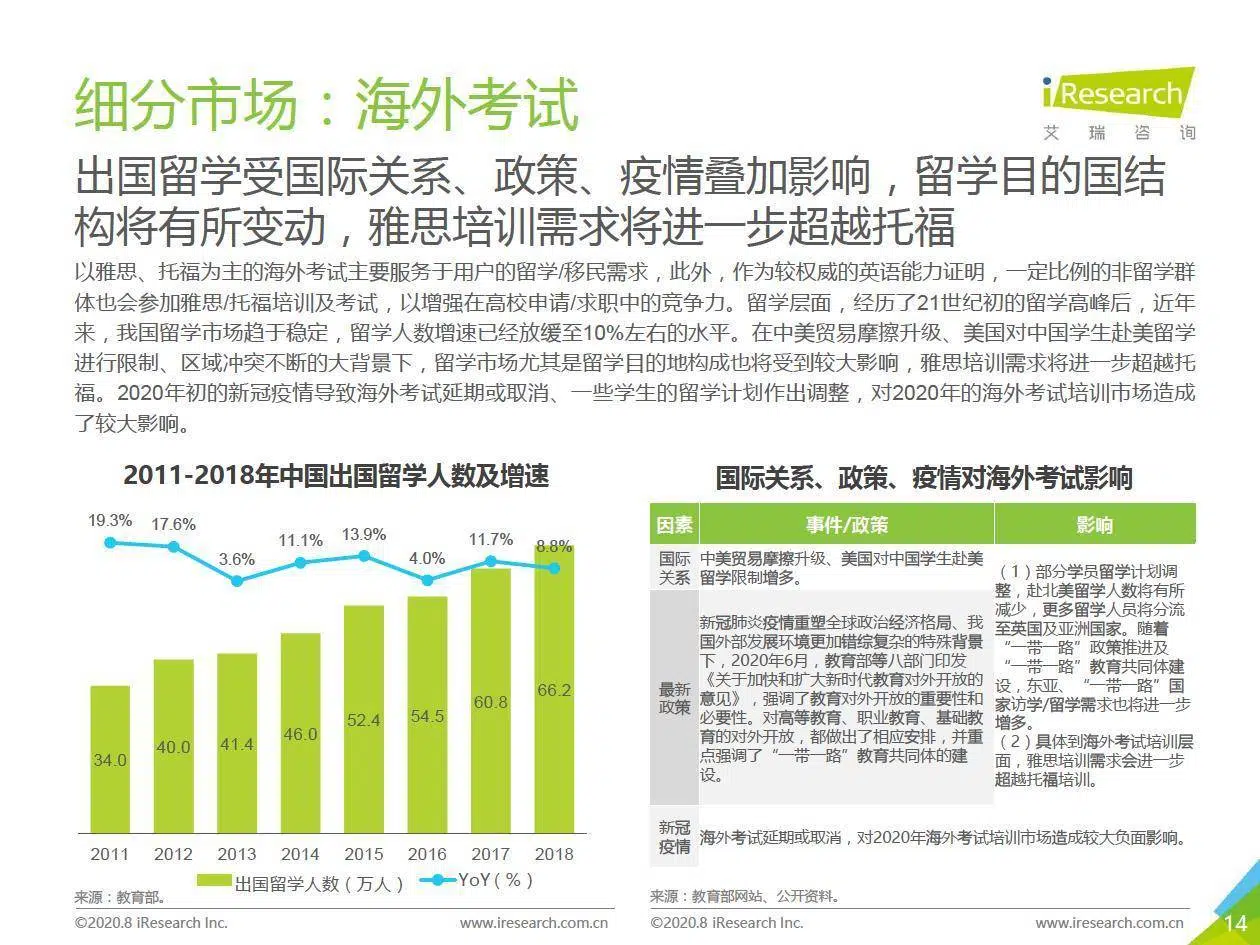 细分市场：海外考试
iResearch
艾瑞咨询
出国留学受国际关系、政策、疫情叠加影响，留学目的国结
构将有所变动，雅思培训需求将进一步超越托福
以雅思、托福为主的海外考试主要服务于用户的留学/移民需求，此外，作为较权威的英语能力证明，一定比例的非留学群
体也会参加雅思/托福培训及考试，以增强在高校申请/求职中的竞争力。留学层面，经历了21世纪初的留学高峰后，近年
来，我国留学市场趋于稳定，留学人数增速已经放缓至10%左右的水平。在中美贸易摩擦升级、美国对中国学生赴美留学
进行限制、区域冲突不断的大背景下，留学市场尤其是留学目的地构成也将受到较大影响，雅思培训需求将进一步超越托
福。2020年初的新冠疫情导致海外考试延期或取消、一些学生的留学计划作出调整，对2020年的海外考试培训市场造成
了较大影响。
2011-2018年中国出国留学人数及增速
19.3% 17.6% 3.6% 11.1% 13.9% 4.0% 11.7% 8.8%
34.0 40.0 41.4 46.0 52.4 54.5 60.8 66.2
2011 2012 2013 2014 2015 2016 2017 2018
出国留学人数（万人） YoY（%）
来源：教育部。
©2020.8 iResearch Inc. www.iresearch.com.cn
国际关系、政策、疫情对海外考试影响
因素 事件/政策 影响
国际
关系
中美贸易摩擦升级、美国对中国学生赴美
留学限制增多。
最新
政策
新冠肺炎疫情重塑全球政治经济格局、我
国外部发展环境更加错综复杂的特殊背景
下，2020年6月，教育部等八部门印发
《关于加快和扩大新时代教育对外开放的
意见》，强调了教育对外开放的重要性和
必要性。对高等教育、职业教育、基础教
育的对外开放，都做出了相应安排，并重
点强调了“一带一路”教育共同体的建
设。
（1）部分学员留学计划调
整，赴北美留学人数将有所
减少，更多留学人员将分流
至英国及亚洲国家。随着
“一带一路”政策推进及
“一带一路”教育共同体建
设，东亚、“一带一路”国
家访学/留学需求也将进一步
增多。
（2）具体到海外考试培训层
面，雅思培训需求会进一步
超越托福培训。
新冠
疫情
海外考试延期或取消，对2020年海外考试培训市场造成较大负面影响。
来源：教育部网站、公开资料。
©2020.8 iResearch Inc. www.iresearch.com.cn
14